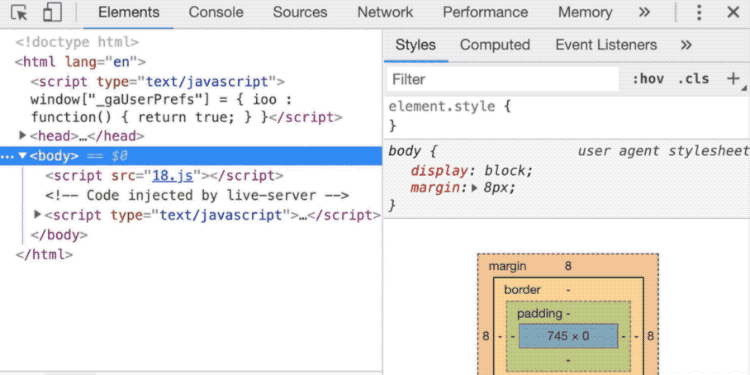 Elements Console Sources Network Performance Memory »
<!doctype html>
<html lang="en">
<script type="text/javascript">
window["_gaUserPrefs"] = { ioo :
function() { return true; } }</script>
<head>…</head>
<body> == $0
<script src="18.js"></script>
<!-- Code injected by live-server -->
<script type="text/javascript">…</script>
</body>
</html>
Styles Computed Event Listeners »
Filter :hov .cls +
element.style {
}
body { user agent stylesheet
display: block;
margin: 8px;
}
margin 8
border -
padding -
8 - - 745 × 0 - - 8
-